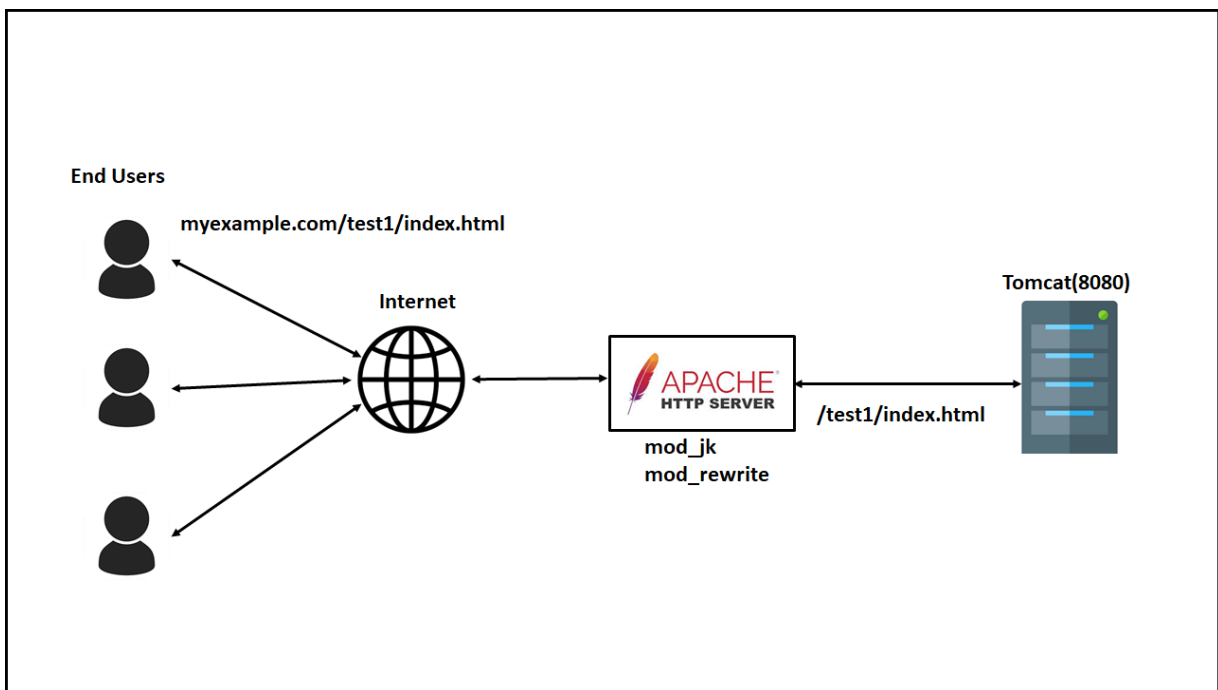 End Users
myexample.com/test1/index.html
Internet
Tomcat(8080)
APACHE®
HTTP SERVER
/test1/index.html
mod_jk
mod_rewrite